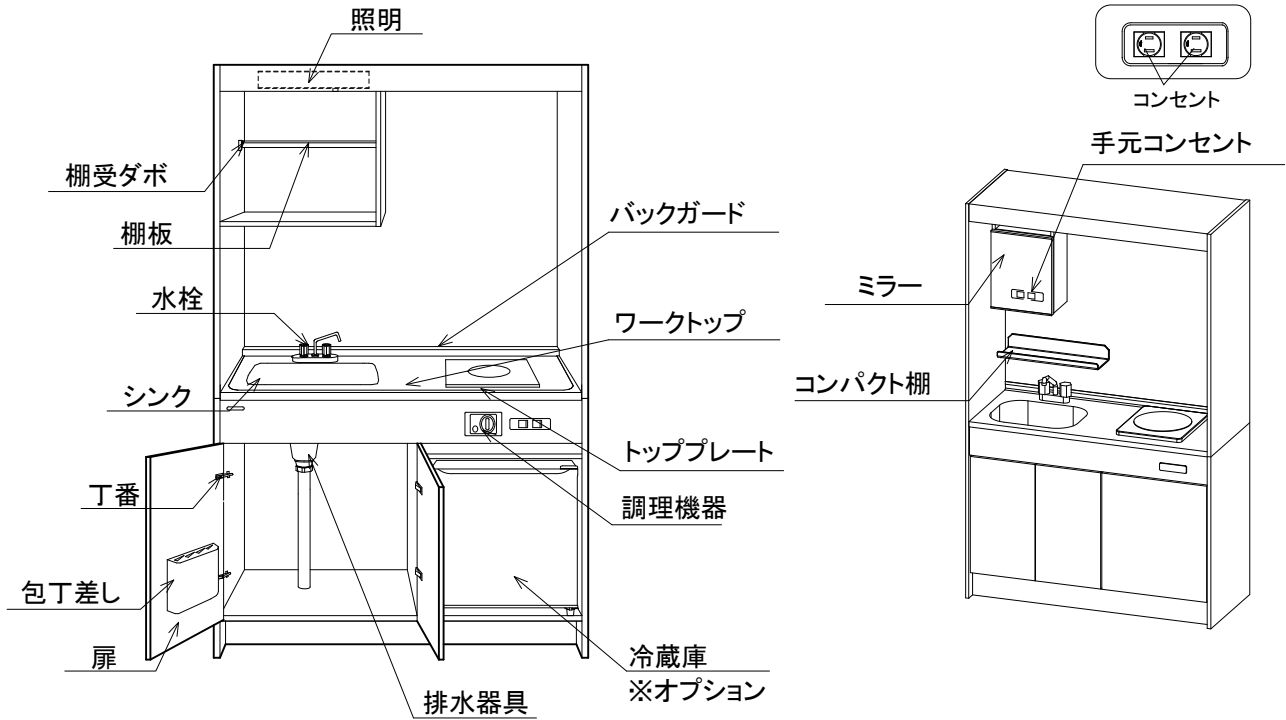 照明
コンセント
手元コンセント
棚受ダボ
棚板
バックガード
水栓
ワークトップ
ミラー
シンク
コンパクト棚
トッププレート
丁番
調理機器
包丁差し
扉
冷蔵庫
※オプション
排水器具